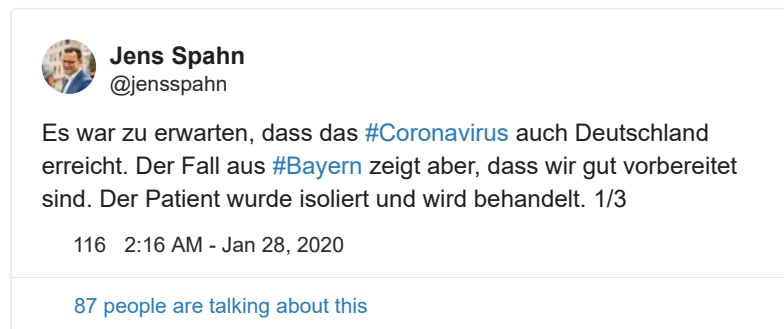 Jens Spahn
@jensspahn
Es war zu erwarten, dass das #Coronavirus auch Deutschland
erreicht. Der Fall aus #Bayern zeigt aber, dass wir gut vorbereitet
sind. Der Patient wurde isoliert und wird behandelt. 1/3
116 2:16 AM - Jan 28, 2020
87 people are talking about this